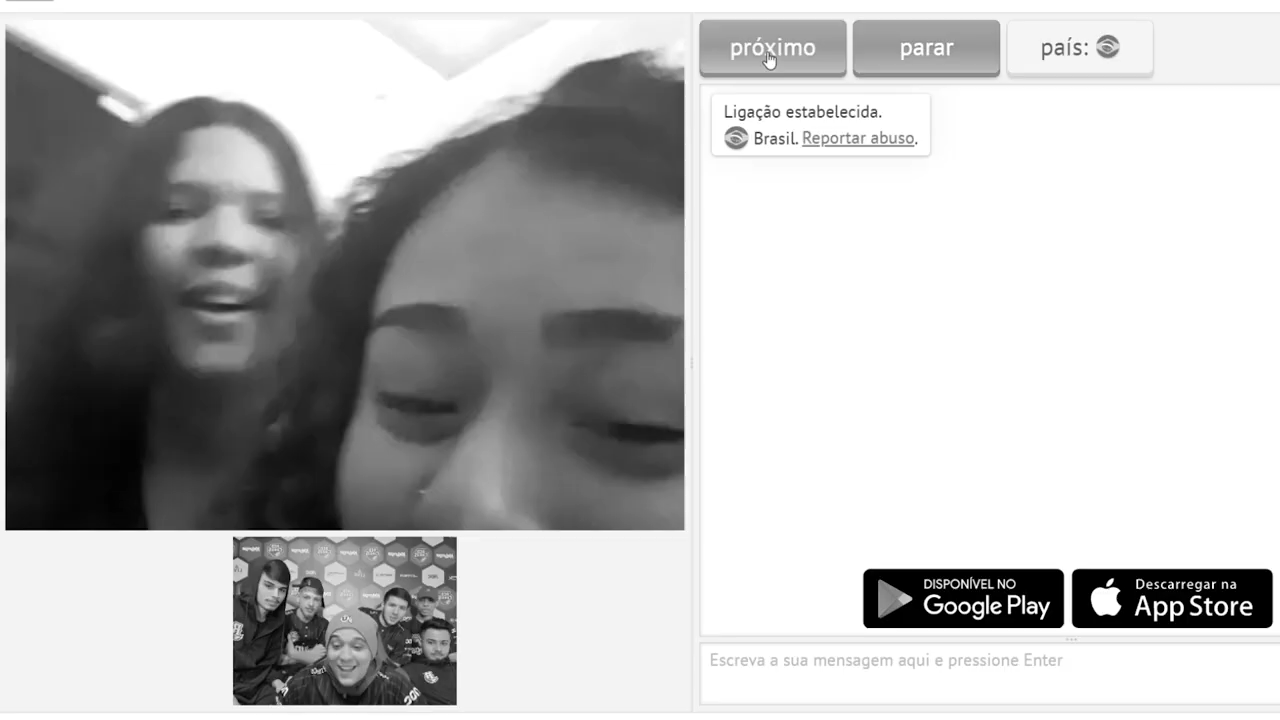 próximo
parar
país:
Ligação estabelecida.
Brasil. Reportar abuso.
DISPONÍVEL NO
Google Play
Descarregar na
App Store
Escreva a sua mensagem aqui e pressione Enter